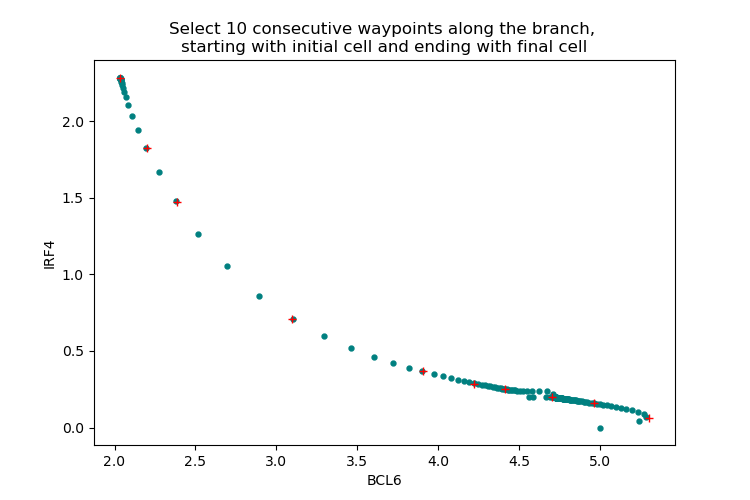 Select 10 consecutive waypoints along the branch,
starting with initial cell and ending with final cell
2.0
1.5
1.0
0.5
0.0
IRF4
2.0 2.5 3.0 3.5 4.0 4.5 5.0
BCL6